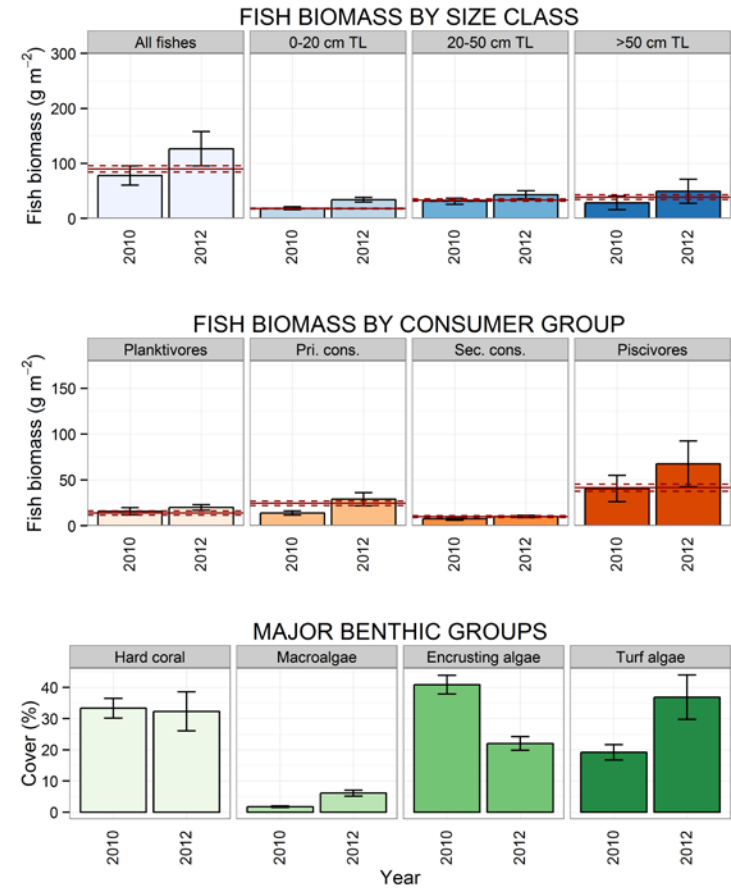 FISH BIOMASS BY SIZE CLASS
All fishes 0-20 cm TL 20-50 cm TL >50 cm TL
Fish biomass (g m⁻²)
300
200
100
0
2010 2012 2010 2012 2010 2012 2010 2012
FISH BIOMASS BY CONSUMER GROUP
Planktivores Pri. cons. Sec. cons. Piscivores
Fish biomass (g m⁻²)
150
100
50
0
2010 2012 2010 2012 2010 2012 2010 2012
MAJOR BENTHIC GROUPS
Hard coral Macroalgae Encrusting algae Turf algae
Cover (%)
40
30
20
10
0
2010 2012 2010 2012 2010 2012 2010 2012
Year